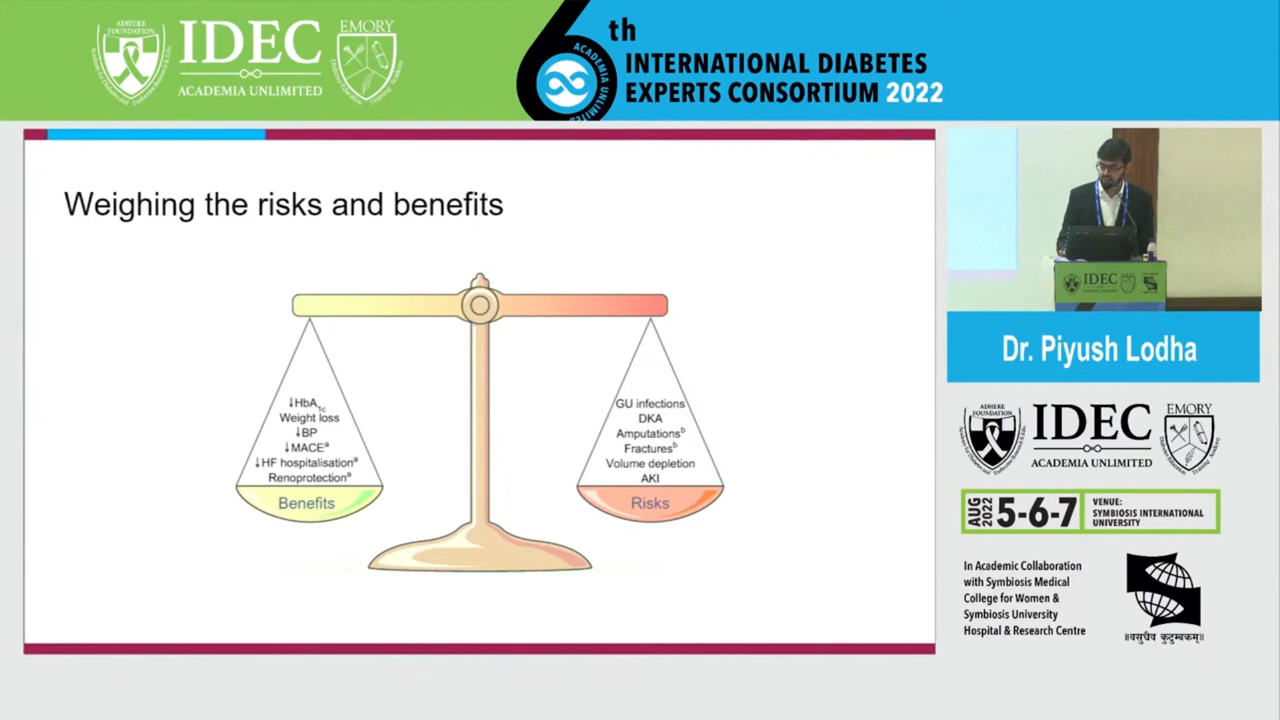 ADHERE
FOUNDATION
IDEC
ACADEMIA UNLIMITED
EMORY
6th
ACADEMIA UNLIMITED
INTERNATIONAL DIABETES
EXPERTS CONSORTIUM 2022
Weighing the risks and benefits
↓HbA1c
Weight loss
↓BP
↓MACEa
↓HF hospitalisationa
Renoprotectiona
Benefits
GU infections
DKA
Amputationsb
Fracturesb
Volume depletion
AKI
Risks
IDEC
Dr. Piyush Lodha
ADHERE
FOUNDATION
IDEC
ACADEMIA UNLIMITED
EMORY
AUG
2022
5-6-7
VENUE:
SYMBIOSIS INTERNATIONAL
UNIVERSITY
In Academic Collaboration
with Symbiosis Medical
College for Women &
Symbiosis University
Hospital & Research Centre
॥वसुधैव कुटुम्बकम्॥